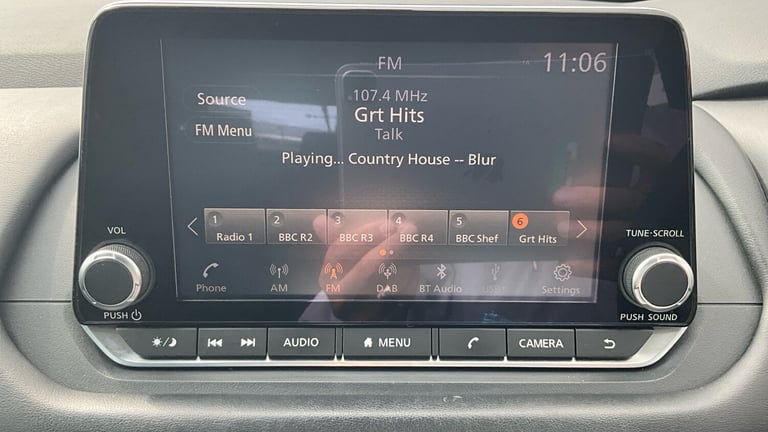 FM
11:06
Source
107.4 MHz
Grt Hits
FM Menu
Talk
Playing... Country House -- Blur
1 2 3 4 5 6
Radio 1 BBC R2 BBC R3 BBC R4 BBC Shef Grt Hits
Phone AM FM DAB BT Audio USB1 Settings
VOL
TUNE·SCROLL
PUSH
PUSH SOUND
AUDIO MENU CAMERA